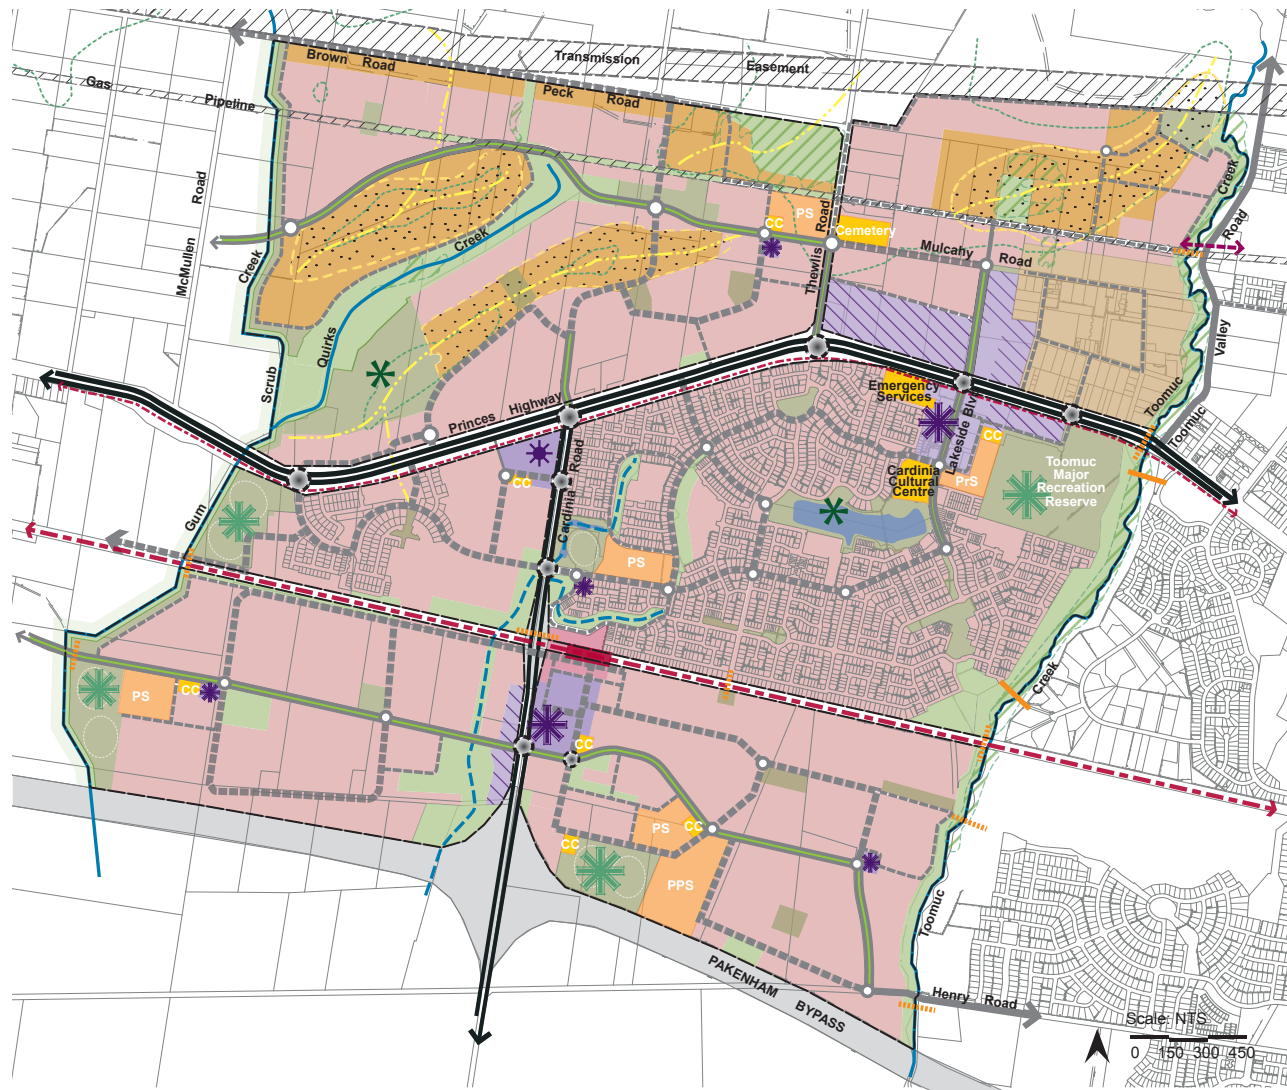 Transmission
Easement
Brown Road
Peck Road
Gas
Pipeline
McMullen Road
Creek
Creek
Road
PS
CC
Cemetery
Thewlis Road
Mulcahy Road
Valley
Quirks
Creek
Scrub
Princes Highway
Emergency
Services
Toomuc
Toomuc
Lakeside Blv
CC
CC
Cardinia Road
Cardinia
Cultural
Centre
PrS
Toomuc
Major
Recreation
Reserve
Gum
PS
PS
CC
Creek
CC
PS
CC
CC
PPS
Toomuc
PAKENHAM BYPASS
Henry Road
Scale: NTS
0 150 300 450